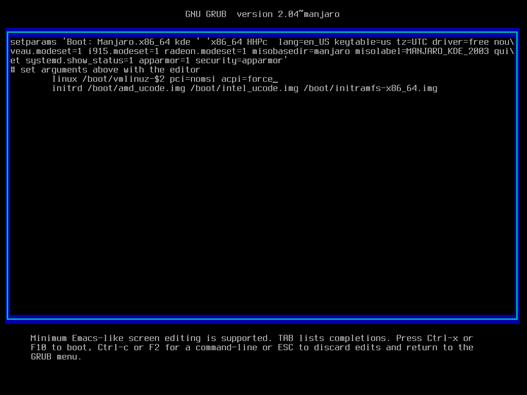 GNU GRUB  version 2.04~manjaro
setparams 'Boot: Manjaro.x86_64 kde ' 'x86_64 HHPc  lang=en_US keytable=us tz=UTC driver=free nou\
veau.modeset=1 i915.modeset=1 radeon.modeset=1 misobasedir=manjaro misolabel=MANJARO_KDE_2003 qui\
et systemd.show_status=1 apparmor=1 security=apparmor'
# set arguments above with the editor
linux /boot/vmlinuz-$2 pci=nomsi acpi=force_
initrd /boot/amd_ucode.img /boot/intel_ucode.img /boot/initramfs-x86_64.img
Minimum Emacs-like screen editing is supported. TAB lists completions. Press Ctrl-x or
F10 to boot, Ctrl-c or F2 for a command-line or ESC to discard edits and return to the
GRUB menu.